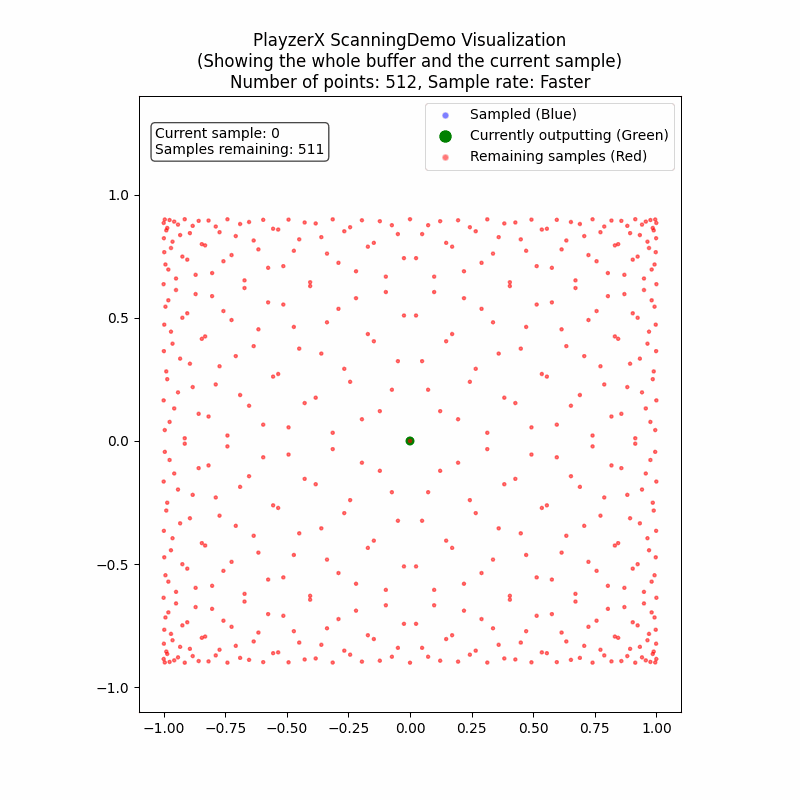 PlayzerX ScanningDemo Visualization
(Showing the whole buffer and the current sample)
Number of points: 512, Sample rate: Faster
Current sample: 0
Samples remaining: 511
Sampled (Blue)
Currently outputting (Green)
Remaining samples (Red)
1.0
0.5
0.0
−0.5
−1.0
−1.00 −0.75 −0.50 −0.25 0.00 0.25 0.50 0.75 1.00